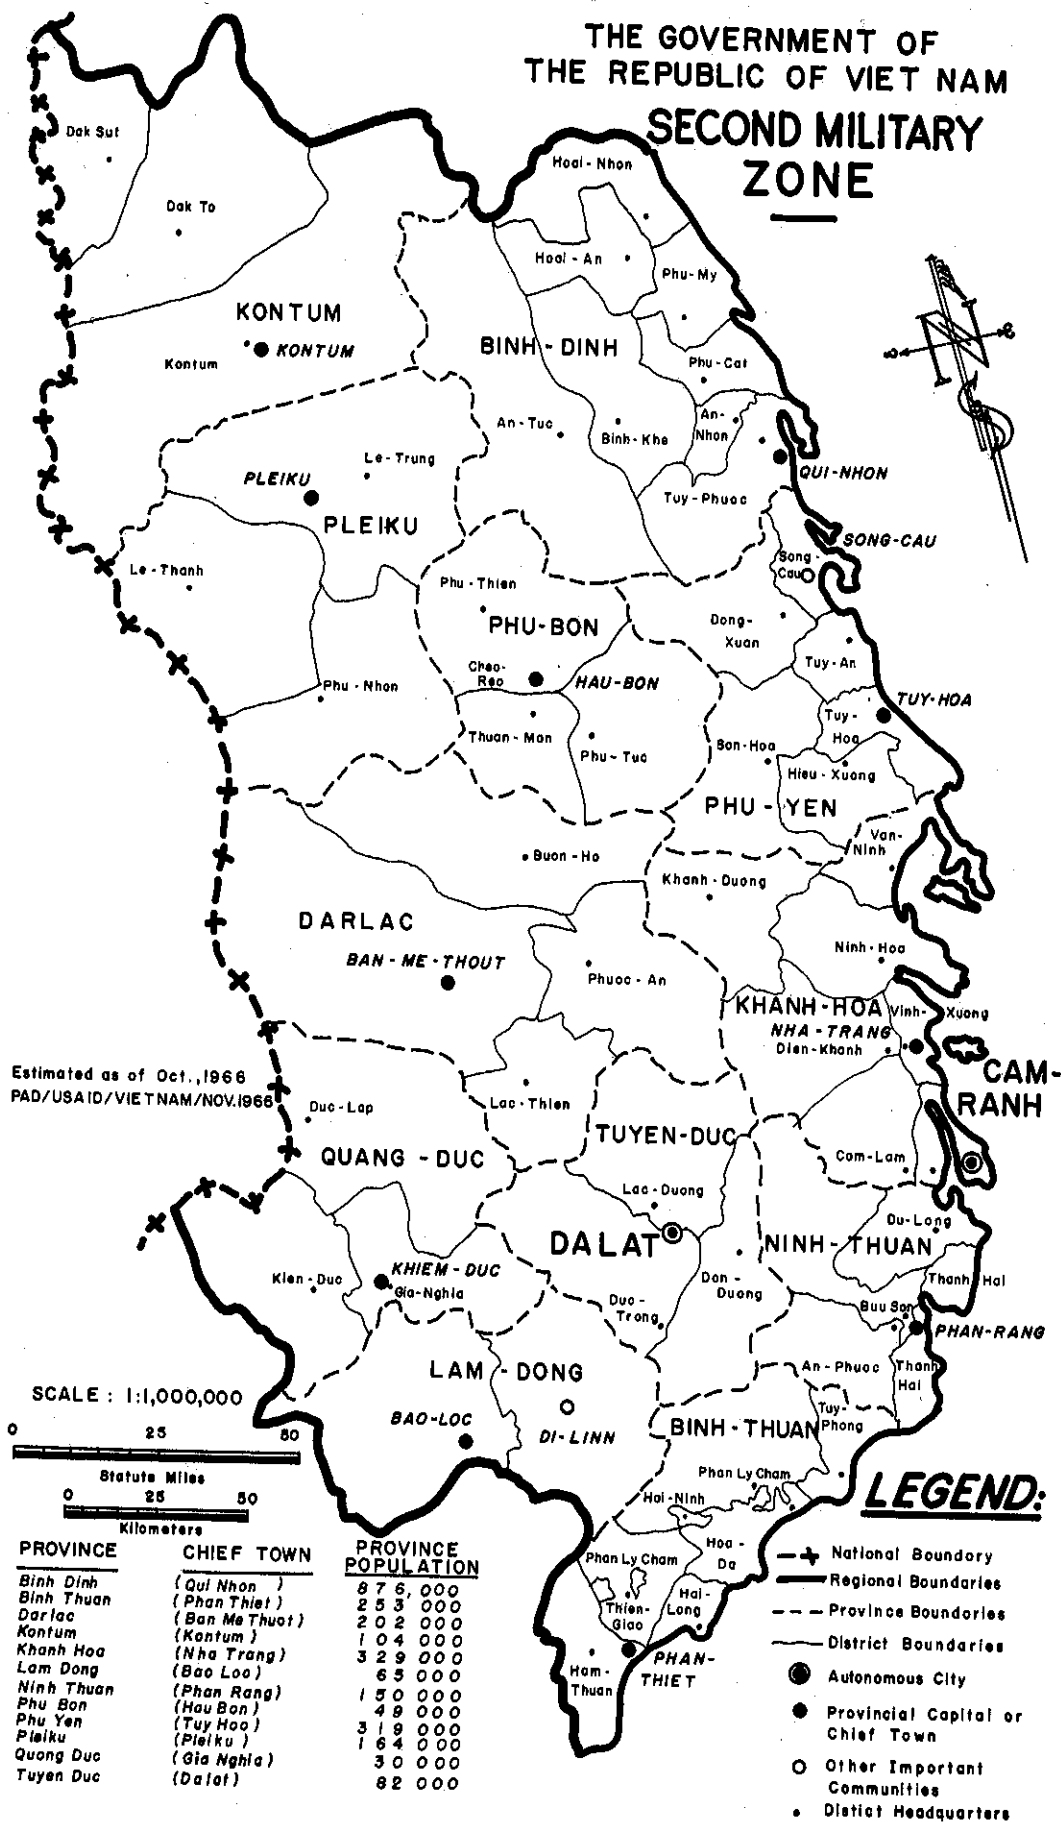 THE GOVERNMENT OF
THE REPUBLIC OF VIET NAM
SECOND MILITARY
ZONE
Dak Sut
Dak To
Hoai-Nhon
Hoai-An
Phu-My
KONTUM
KONTUM
Kontum
BINH-DINH
Phu-Cat
An-Tuc
Binh-Khe
An-
Nhon
Le-Trung
PLEIKU
PLEIKU
QUI-NHON
Tuy-Phuoc
SONG-CAU
Song-
Cau
Le-Thanh
Phu-Thien
PHU-BON
Dong-
Xuan
Tuy-An
Cheo-
Reo
HAU-BON
Phu-Nhon
TUY-HOA
Tuy-
Hoa
Thuan-Man
Phu-Tuc
Son-Hoa
Hieu-Xuong
PHU-YEN
Van-
Ninh
Buon-Ho
Khanh-Duong
DARLAC
BAN-ME-THOUT
Ninh-Hoa
Phuoc-An
KHANH-HOA
Vinh-Xuong
NHA-TRANG
Dien-Khanh
CAM-
RANH
Estimated as of Oct.,1966
PAD/USAID/VIETNAM/NOV.1966
Duc-Lap
Lac-Thien
TUYEN-DUC
QUANG-DUC
Com-Lam
Lac-Duong
DALAT
Du-Long
NINH-THUAN
KHIEM-DUC
Kien-Duc
Gia-Nghia
Don-
Duong
Thanh Hai
Duc-
Trong
Buu Son
PHAN-RANG
LAM-DONG
An-Phuoc
Thanh
Hai
SCALE: 1:1,000,000
0 25 50
Statute Miles
0 25 50
Kilometers
BAO-LOC
DI-LINN
BINH-THUAN
Tuy-
Phong
Phan Ly Cham
Hai-Ninh
Hoa-
Da
Phan Ly Cham
Thien-
Giao
Hai-
Long
PHAN-
THIET
Ham-
Thuan
PROVINCE CHIEF TOWN PROVINCE POPULATION
Binh Dinh (Qui Nhon) 876,000
Binh Thuan (Phan Thiet) 253 000
Darlac (Ban Me Thuot) 202 000
Kontum (Kontum) 104 000
Khanh Hoa (Nha Trang) 329 000
Lam Dong (Bao Loo) 65 000
Ninh Thuan (Phan Rang) 150 000
Phu Bon (Hau Bon) 49 000
Phu Yen (Tuy Hoo) 319 000
Pleiku (Pleiku) 164 000
Quong Duc (Gia Nghia) 30 000
Tuyen Duc (Dalat) 82 000
LEGEND:
National Boundary
Regional Boundaries
Province Boundaries
District Boundaries
Autonomous City
Provincial Capital or
Chief Town
Other Important
Communities
District Headquarters